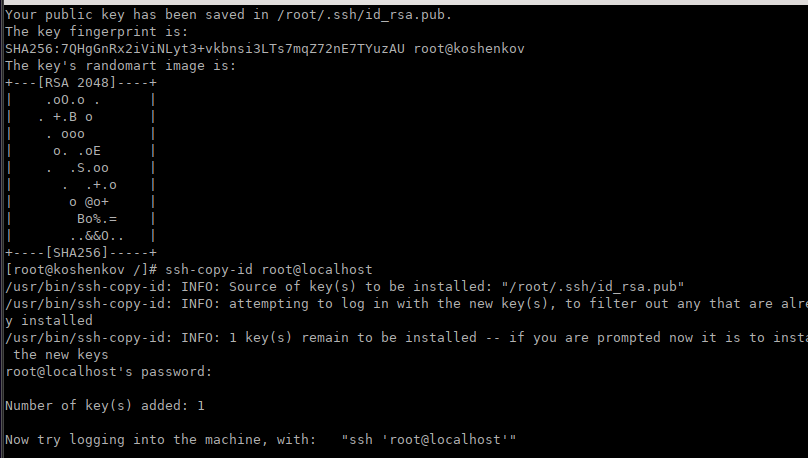 Your public key has been saved in /root/.ssh/id_rsa.pub.
The key fingerprint is:
SHA256:7QHgGnRx2iViNLyt3+vkbnsi3LTs7mqZ72nE7TYuzAU root@koshenkov
The key's randomart image is:
+---[RSA 2048]----+
|    .oO.o .      |
|   . +.B o       |
|    . ooo        |
|     o. .oE      |
|    .  .S.oo     |
|      .  .+.o    |
|       o @o+     |
|        Bo%.=    |
|       ..&&O..   |
+----[SHA256]-----+
[root@koshenkov /]# ssh-copy-id root@localhost
/usr/bin/ssh-copy-id: INFO: Source of key(s) to be installed: "/root/.ssh/id_rsa.pub"
/usr/bin/ssh-copy-id: INFO: attempting to log in with the new key(s), to filter out any that are alre
y installed
/usr/bin/ssh-copy-id: INFO: 1 key(s) remain to be installed -- if you are prompted now it is to insta
 the new keys
root@localhost's password:

Number of key(s) added: 1

Now try logging into the machine, with:   "ssh 'root@localhost'"